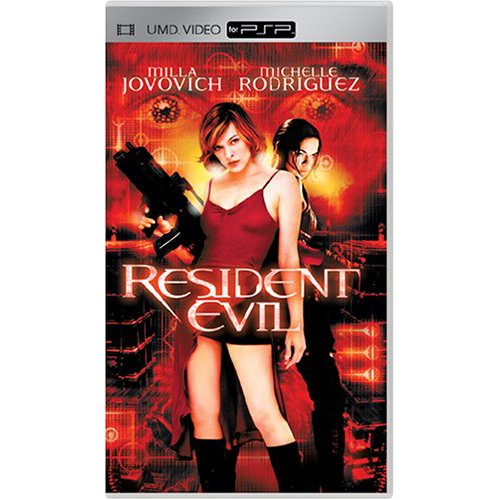 UMD. VIDEO for PSP
MILLA JOVOVICH
MICHELLE RODRIGUEZ
RESIDENT
EVIL